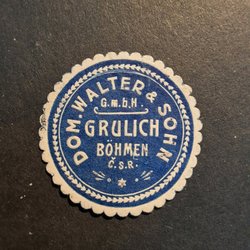 DOM. WALTER & SOHN
G.m.b.H.
GRULICH
BÖHMEN
Č.S.R.